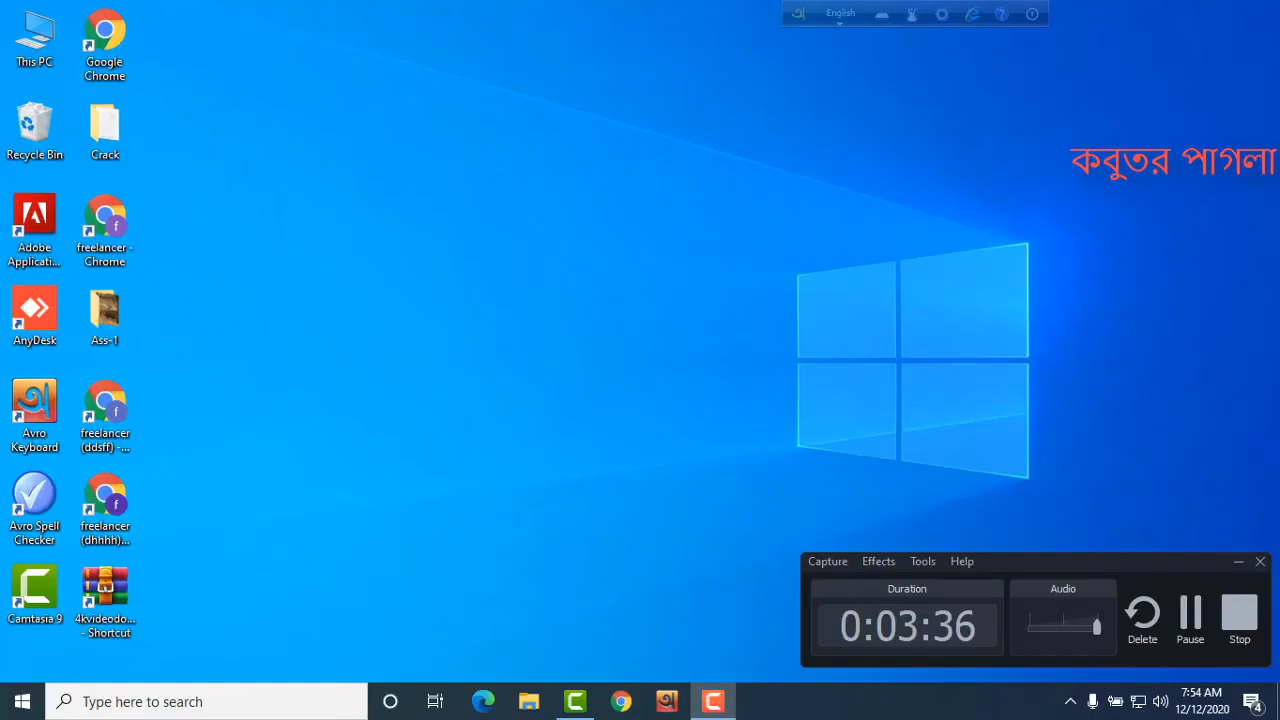 English
This PC
Google
Chrome
কবুতর পাগলা
Recycle Bin
Crack
Adobe
Applicati...
freelancer -
Chrome
AnyDesk
Ass-1
Avro
Keyboard
freelancer
(ddsff) -...
Avro Spell
Checker
freelancer
(dhhhh)...
Camtasia 9
4kvideodo...
- Shortcut
Capture Effects Tools Help
Duration
Audio
0:03:36
Delete
Pause
Stop
Type here to search
7:54 AM
12/12/2020
4